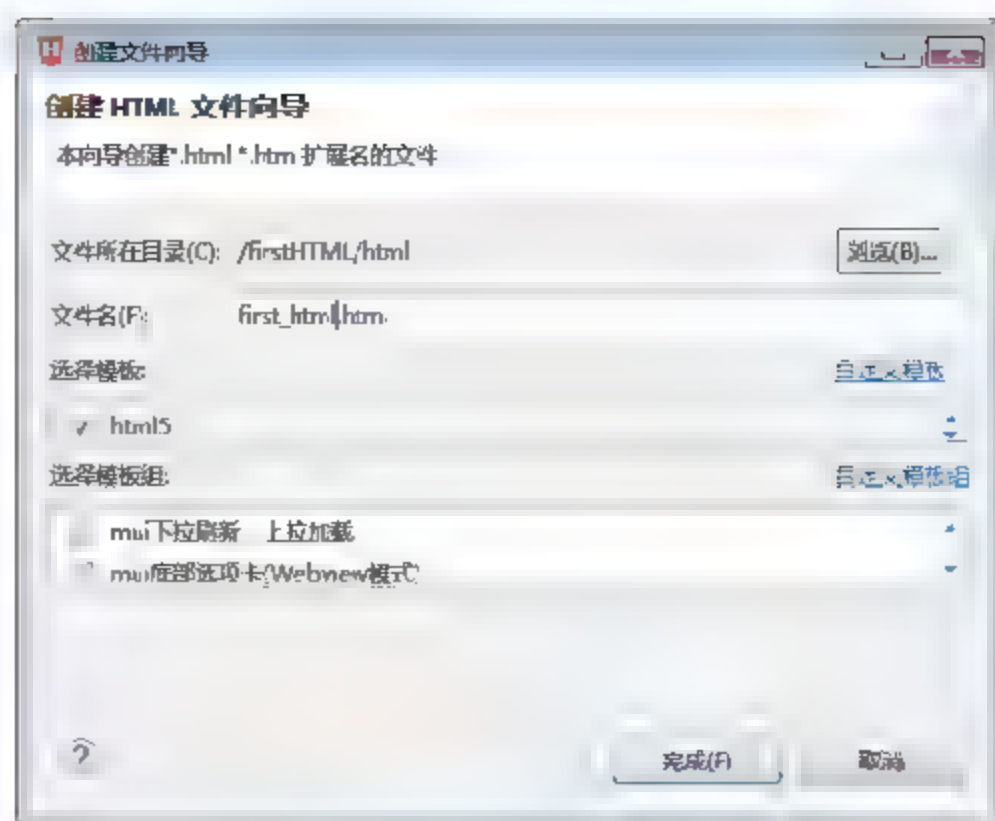 创建文件向导
创建 HTML 文件向导
本向导创建*.html *.htm 扩展名的文件
文件所在目录(C): /firstHTML/html 浏览(B)...
文件名(F): first_html.htm
选择模板: 自定义模板
html5
选择模板组: 自定义模板组
mui下拉刷新 上拉加载
mui底部选项卡(Webview模式)
完成(F) 取消